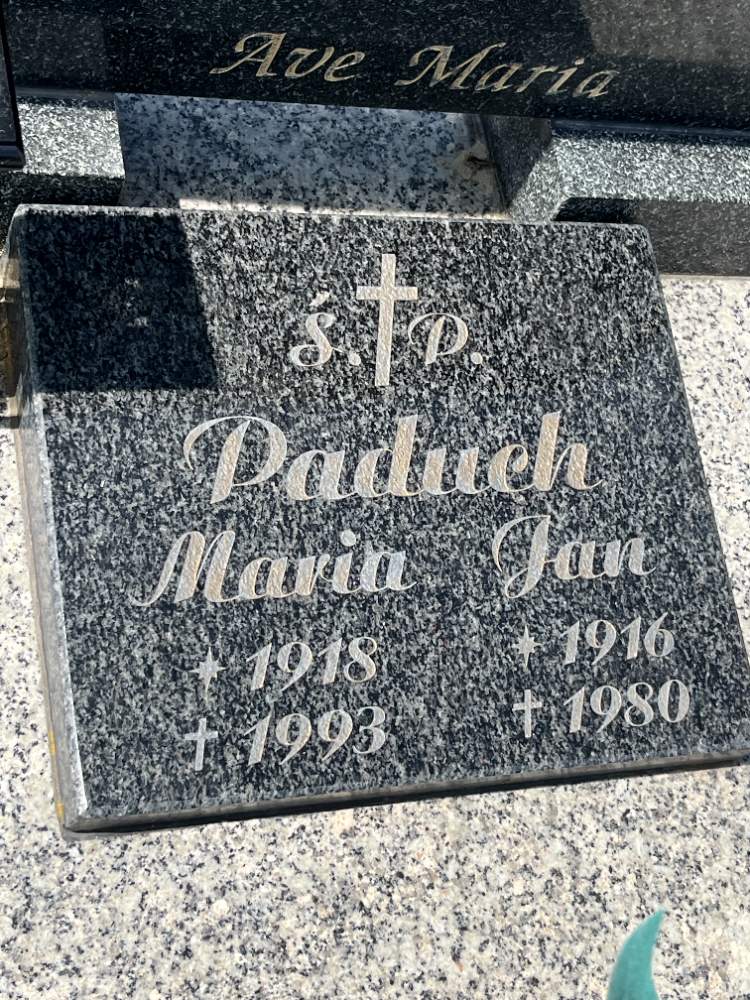 Ave Maria
Ś. P.
Paduch
Maria Jan
* 1918 * 1916
† 1993 † 1980